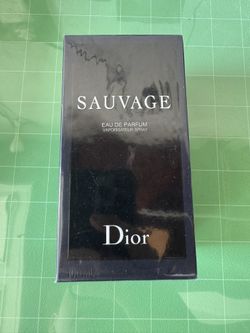 SAUVAGE
EAU DE PARFUM
VAPORISATEUR SPRAY
Dior